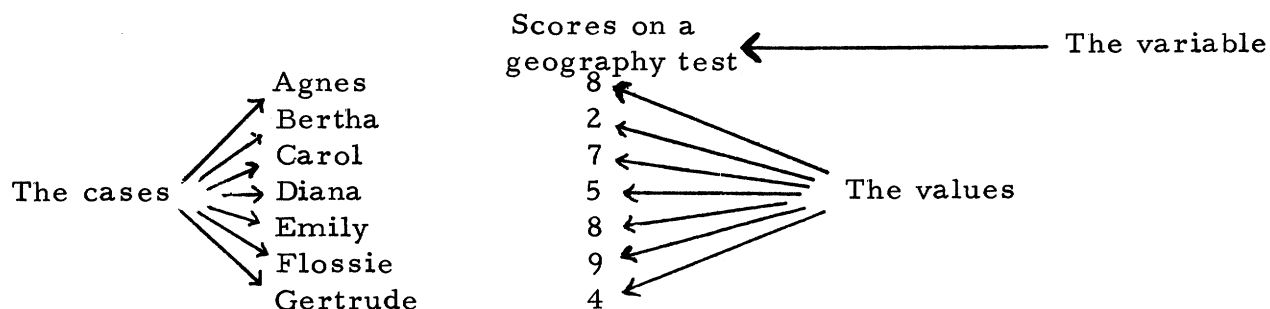 Scores on a
geography test
The variable
Agnes 8
Bertha 2
Carol 7
The cases Diana 5 The values
Emily 8
Flossie 9
Gertrude 4